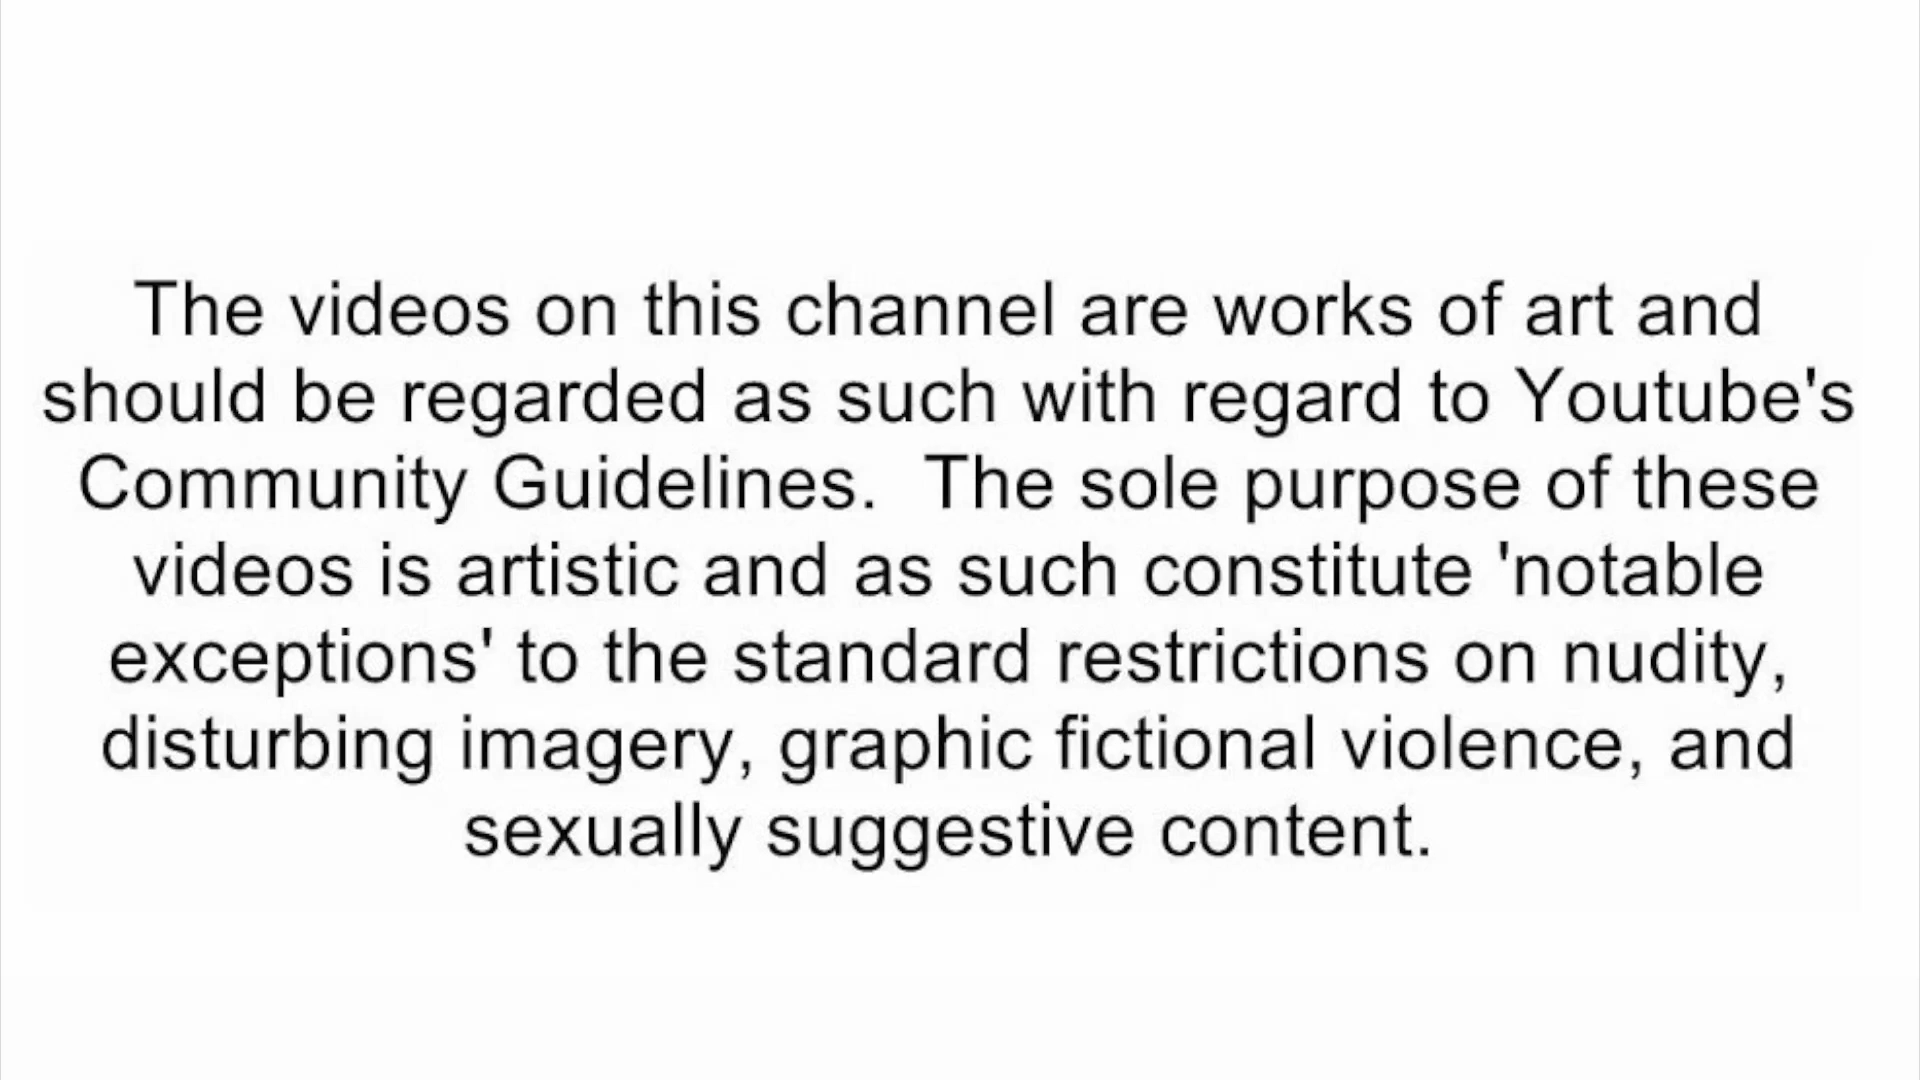 The videos on this channel are works of art and
should be regarded as such with regard to Youtube's
Community Guidelines.  The sole purpose of these
videos is artistic and as such constitute 'notable
exceptions' to the standard restrictions on nudity,
disturbing imagery, graphic fictional violence, and
sexually suggestive content.